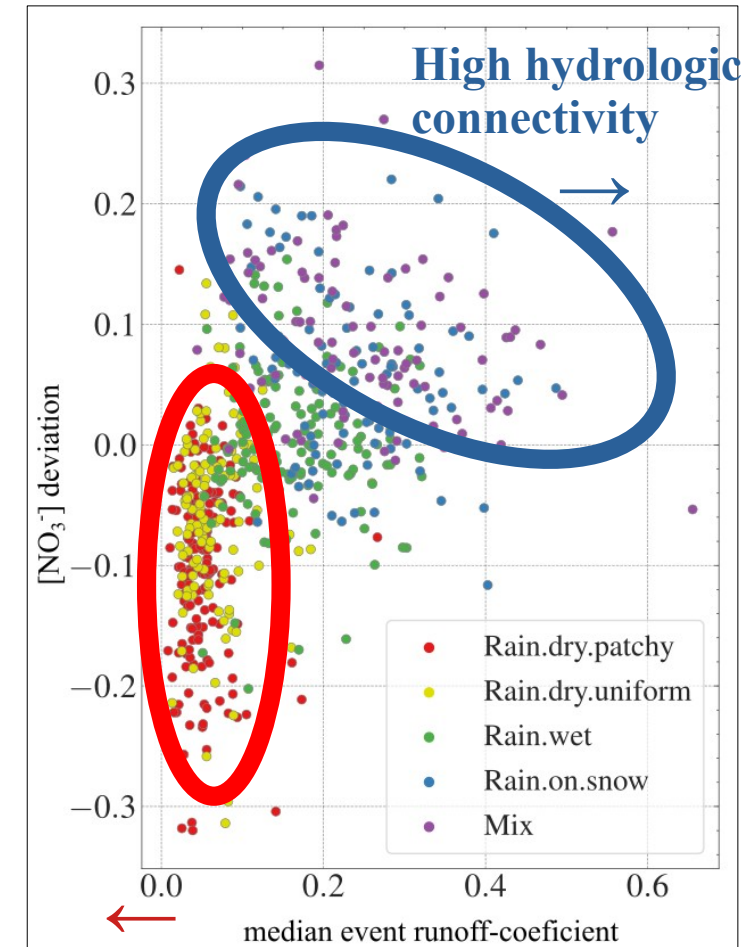 High hydrologic
connectivity
→
0.3
0.2
0.1
0.0
−0.1
−0.2
−0.3
[NO₃⁻] deviation
Rain.dry.patchy
Rain.dry.uniform
Rain.wet
Rain.on.snow
Mix
0.0 0.2 0.4 0.6
←
median event runoff-coeficient